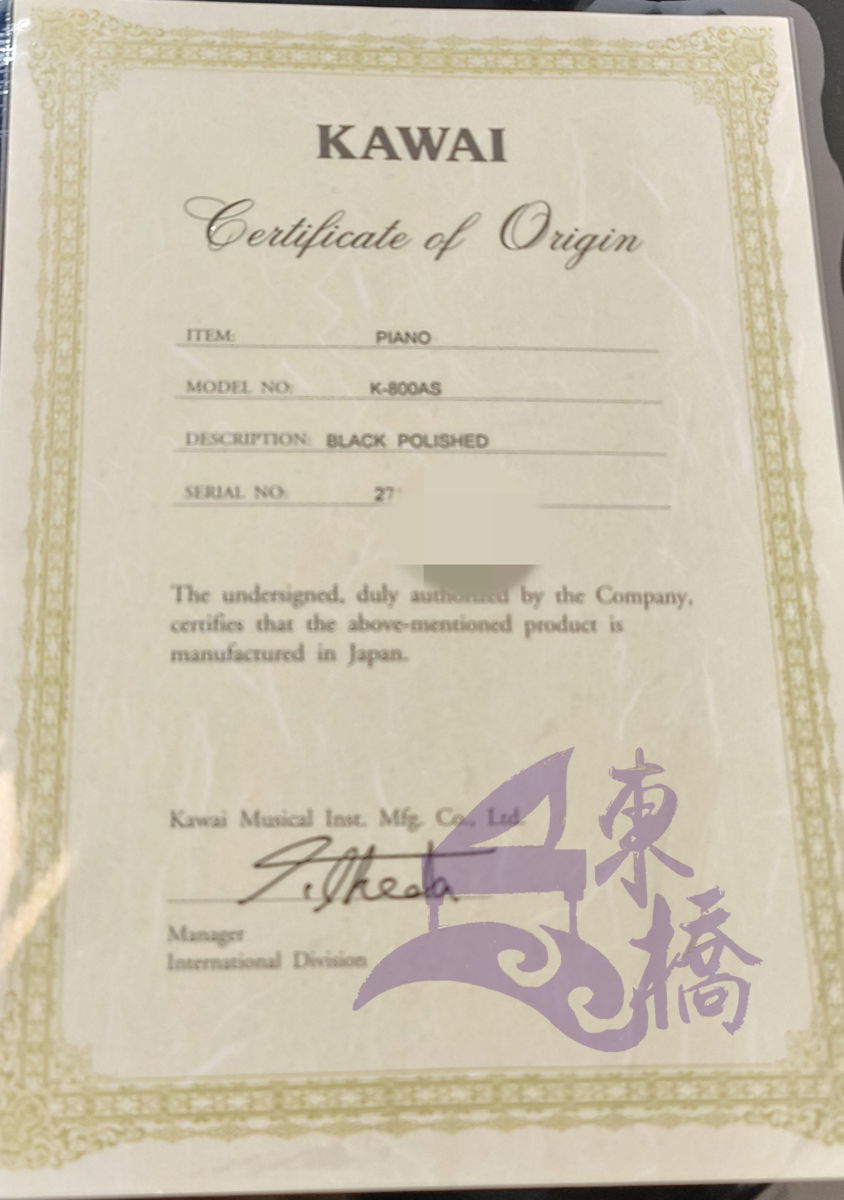 KAWAI
Certificate of Origin
ITEM: PIANO
MODEL NO: K-800AS
DESCRIPTION: BLACK POLISHED
SERIAL NO: 27
The undersigned, duly authorized by the Company,
certifies that the above-mentioned product is
manufactured in Japan.
Kawai Musical Inst. Mfg. Co., Ltd.
T. Ikeda
Manager
International Division
東橋